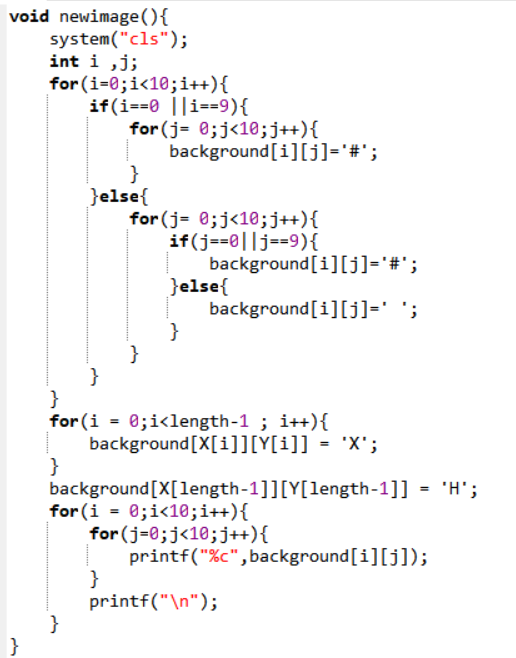 void newimage(){
    system("cls");
    int i ,j;
    for(i=0;i<10;i++){
        if(i==0 ||i==9){
            for(j= 0;j<10;j++){
                background[i][j]='#';
            }
        }else{
            for(j= 0;j<10;j++){
                if(j==0||j==9){
                    background[i][j]='#';
                }else{
                    background[i][j]=' ';
                }
            }
        }
    }
    for(i = 0;i<length-1 ; i++){
        background[X[i]][Y[i]] = 'X';
    }
    background[X[length-1]][Y[length-1]] = 'H';
    for(i = 0;i<10;i++){
        for(j=0;j<10;j++){
            printf("%c",background[i][j]);
        }
        printf("\n");
    }
}